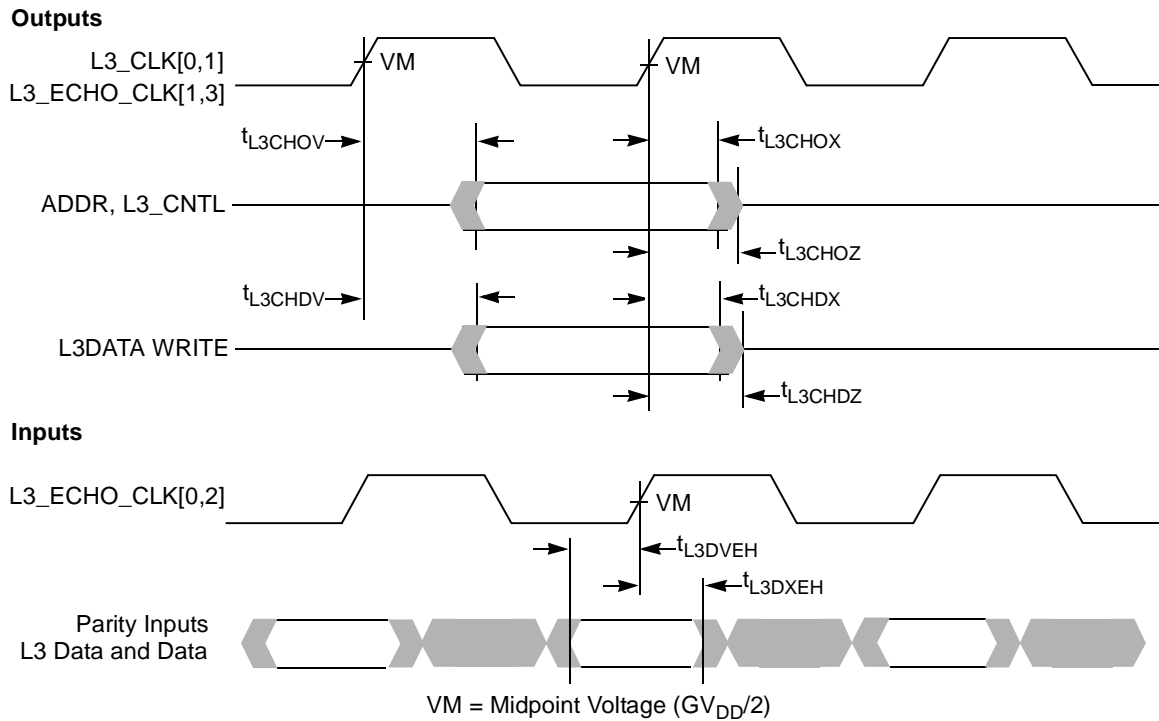 Outputs
L3_CLK[0,1]
VM
VM
L3_ECHO_CLK[1,3]
tL3CHOV
tL3CHOX
ADDR, L3_CNTL
tL3CHOZ
tL3CHDV
tL3CHDX
L3DATA WRITE
tL3CHDZ
Inputs
L3_ECHO_CLK[0,2]
VM
tL3DVEH
tL3DXEH
Parity Inputs
L3 Data and Data
VM = Midpoint Voltage (GVDD/2)